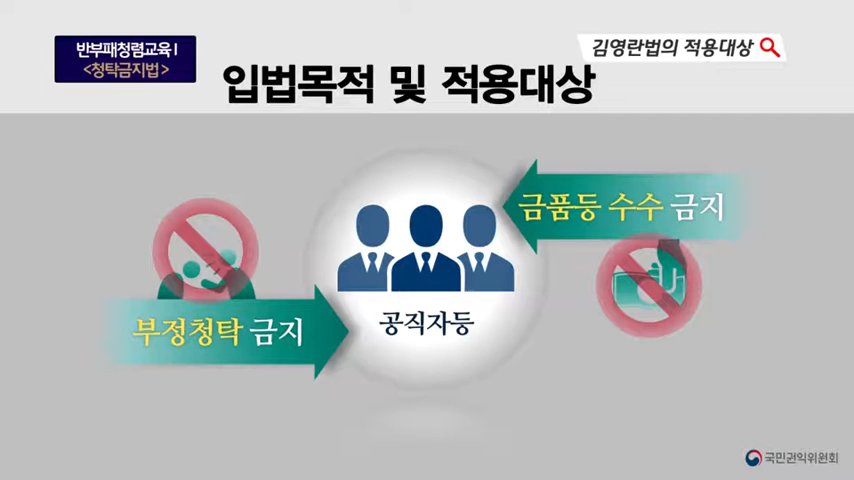 반부패청렴교육 I
<청탁금지법>
김영란법의 적용대상
입법목적 및 적용대상
금품등 수수 금지
부정청탁 금지
공직자등
국민권익위원회